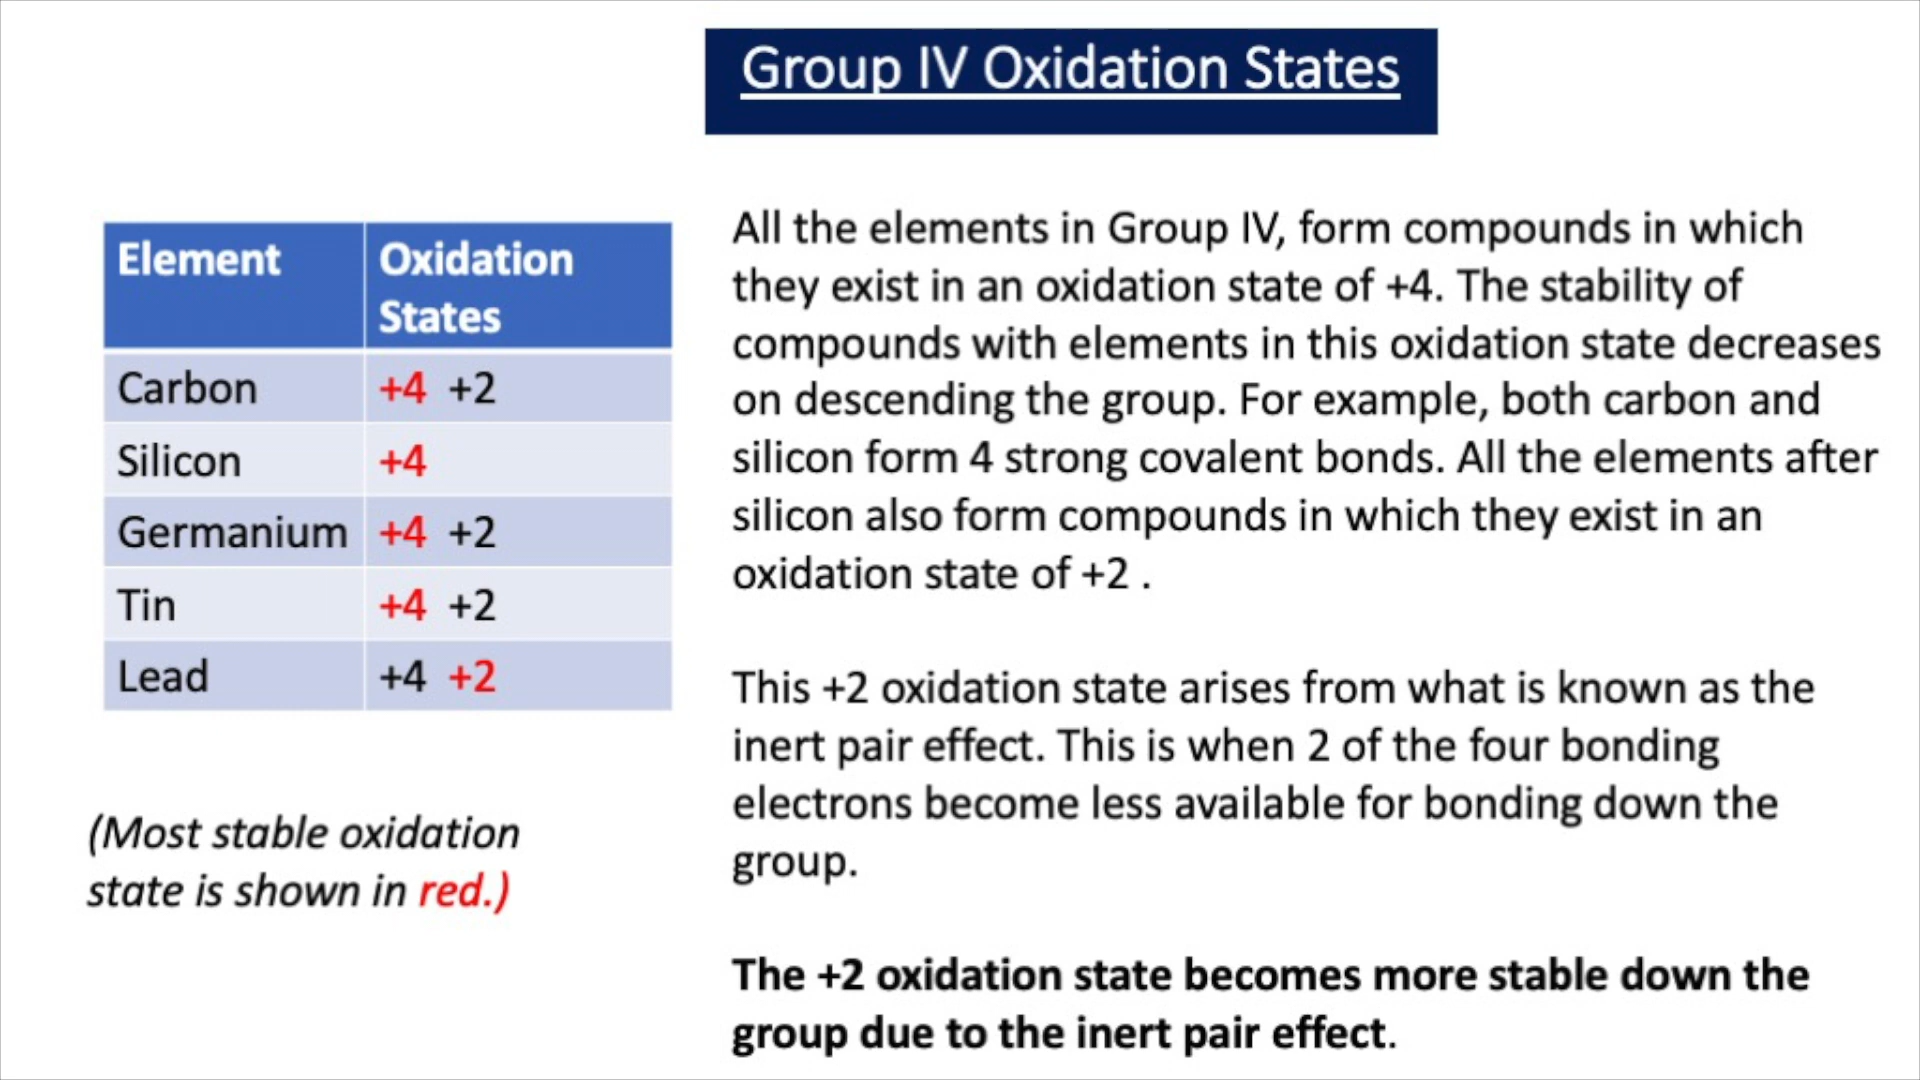 Group IV Oxidation States
Element Oxidation States
Carbon +4 +2
Silicon +4
Germanium +4 +2
Tin +4 +2
Lead +4 +2
(Most stable oxidation
state is shown in red.)
All the elements in Group IV, form compounds in which
they exist in an oxidation state of +4. The stability of
compounds with elements in this oxidation state decreases
on descending the group. For example, both carbon and
silicon form 4 strong covalent bonds. All the elements after
silicon also form compounds in which they exist in an
oxidation state of +2 .
This +2 oxidation state arises from what is known as the
inert pair effect. This is when 2 of the four bonding
electrons become less available for bonding down the
group.
The +2 oxidation state becomes more stable down the
group due to the inert pair effect.